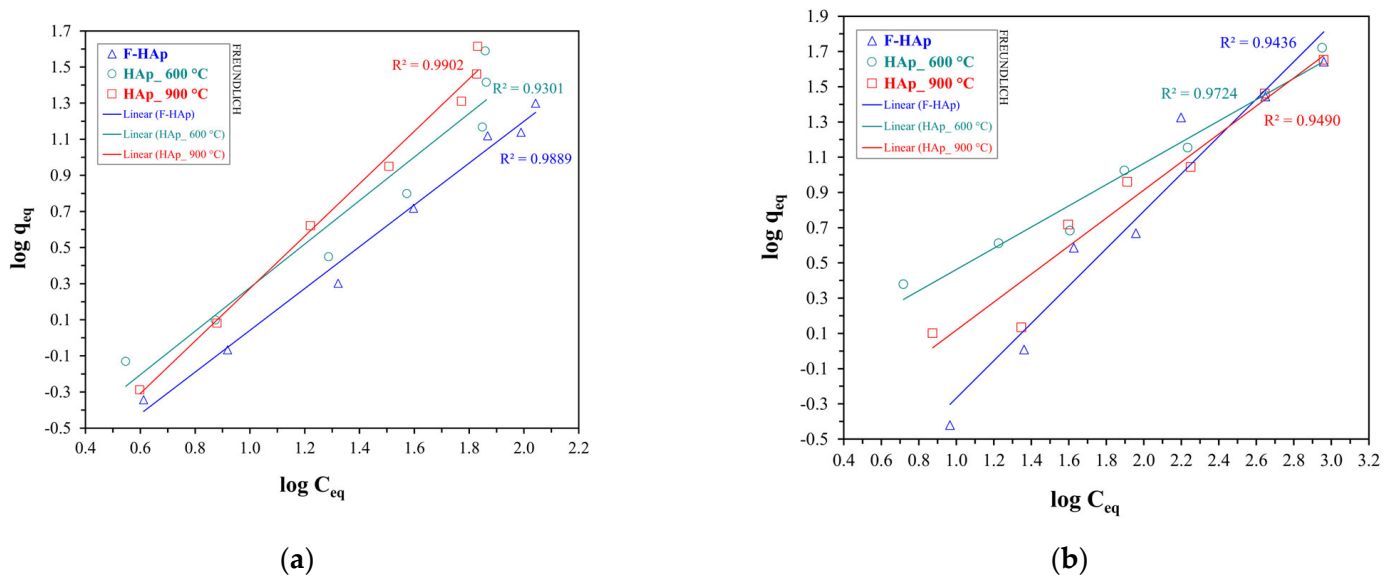 1.7
1.5
1.3
1.1
0.9
0.7
0.5
0.3
0.1
-0.1
-0.3
-0.5
log q_eq
F-HAp
HAp_ 600 °C
HAp_ 900 °C
Linear (F-HAp)
Linear (HAp_ 600 °C)
Linear (HAp_ 900 °C)
FREUNDLICH
R² = 0.9902
R² = 0.9301
R² = 0.9889
0.4 0.6 0.8 1.0 1.2 1.4 1.6 1.8 2.0 2.2
log C_eq
(a)
1.9
1.7
1.5
1.3
1.1
0.9
0.7
0.5
0.3
0.1
-0.1
-0.3
-0.5
log q_eq
F-HAp
HAp_ 600 °C
HAp_ 900 °C
Linear (F-HAp)
Linear (HAp_ 600 °C)
Linear (HAp_ 900 °C)
FREUNDLICH
R² = 0.9436
R² = 0.9724
R² = 0.9490
0.4 0.6 0.8 1.0 1.2 1.4 1.6 1.8 2.0 2.2 2.4 2.6 2.8 3.0 3.2
log C_eq
(b)